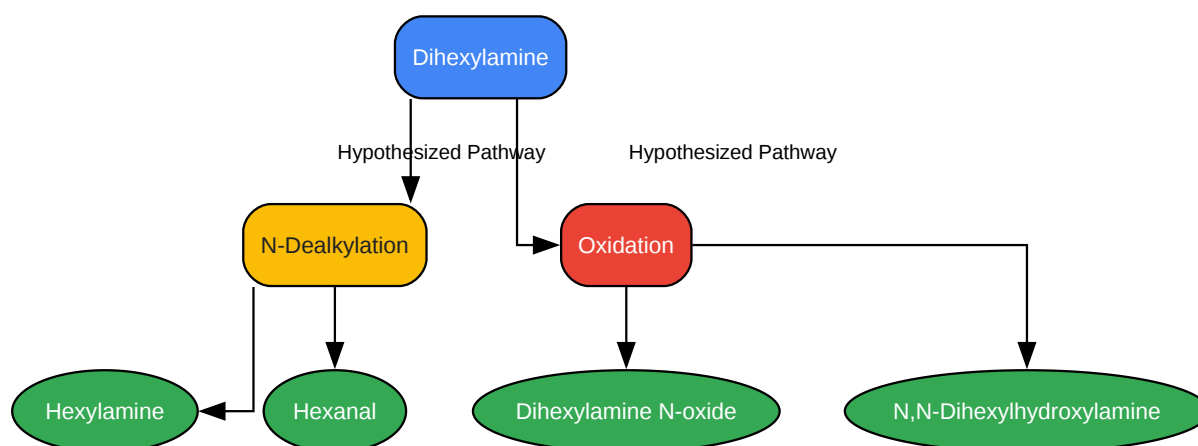 Dihexylamine
Hypothesized Pathway
Hypothesized Pathway
N-Dealkylation
Oxidation
Hexylamine
Hexanal
Dihexylamine N-oxide
N,N-Dihexylhydroxylamine